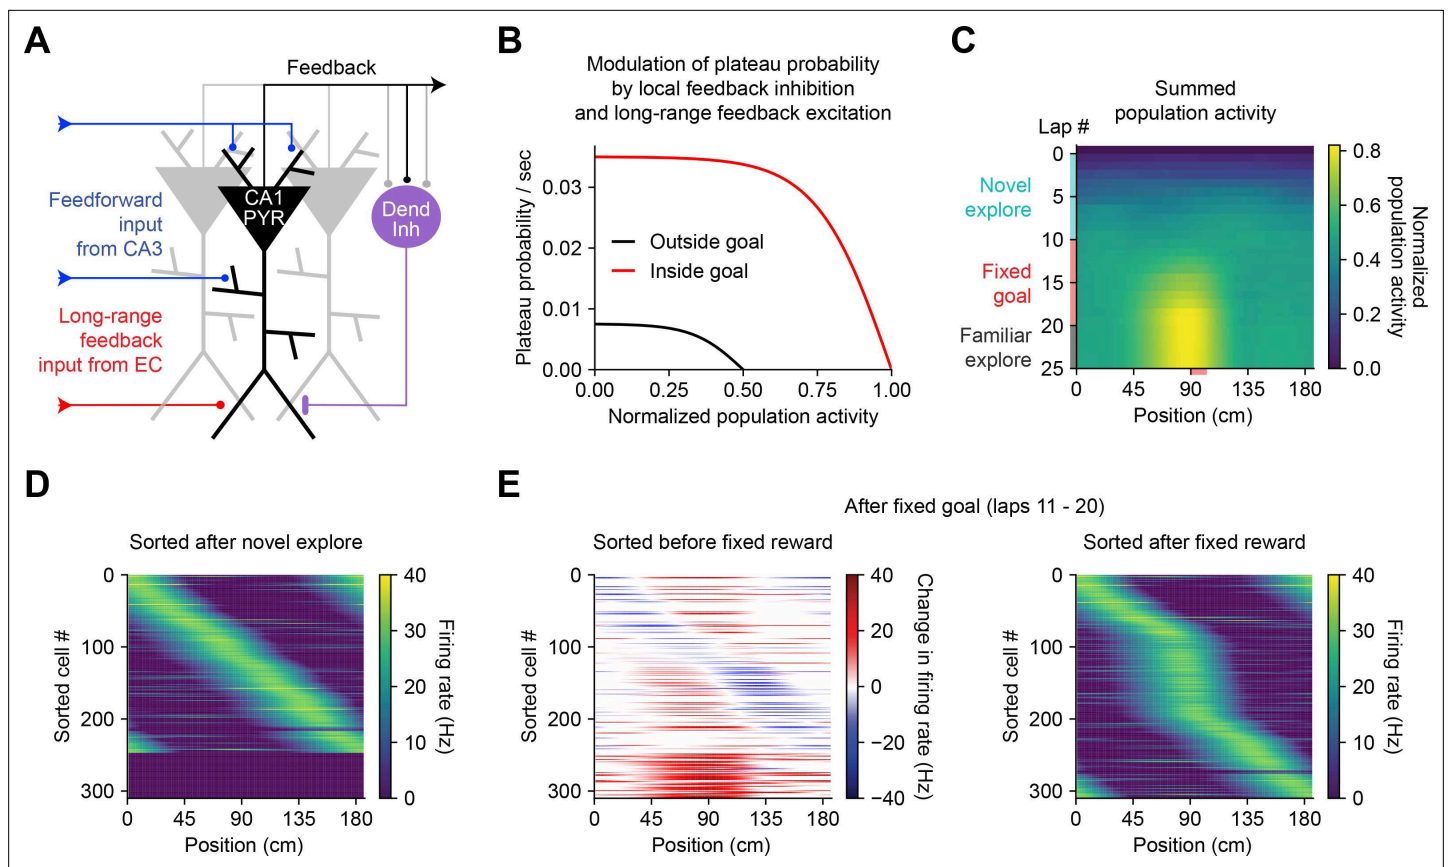 A
Feedback
Feedforward
input
from CA3
CA1
PYR
Dend
Inh
Long-range
feedback
input from EC
B
Modulation of plateau probability
by local feedback inhibition
and long-range feedback excitation
Plateau probability / sec
0.03
0.02
0.01
0.00
Outside goal
Inside goal
0.00 0.25 0.50 0.75 1.00
Normalized population activity
C
Summed
population activity
Lap #
0
5
10
15
20
25
Novel
explore
Fixed
goal
Familiar
explore
0 45 90 135 180
Position (cm)
0.8
0.6
0.4
0.2
0.0
Normalized
population activity
D
Sorted after novel explore
Sorted cell #
0
100
200
300
0 45 90 135 180
Position (cm)
40
30
20
10
0
Firing rate (Hz)
E
After fixed goal (laps 11 - 20)
Sorted before fixed reward
Sorted cell #
0
100
200
300
0 45 90 135 180
Position (cm)
40
20
0
−20
−40
Change in firing rate (Hz)
Sorted after fixed reward
Sorted cell #
0
100
200
300
0 45 90 135 180
Position (cm)
40
30
20
10
0
Firing rate (Hz)